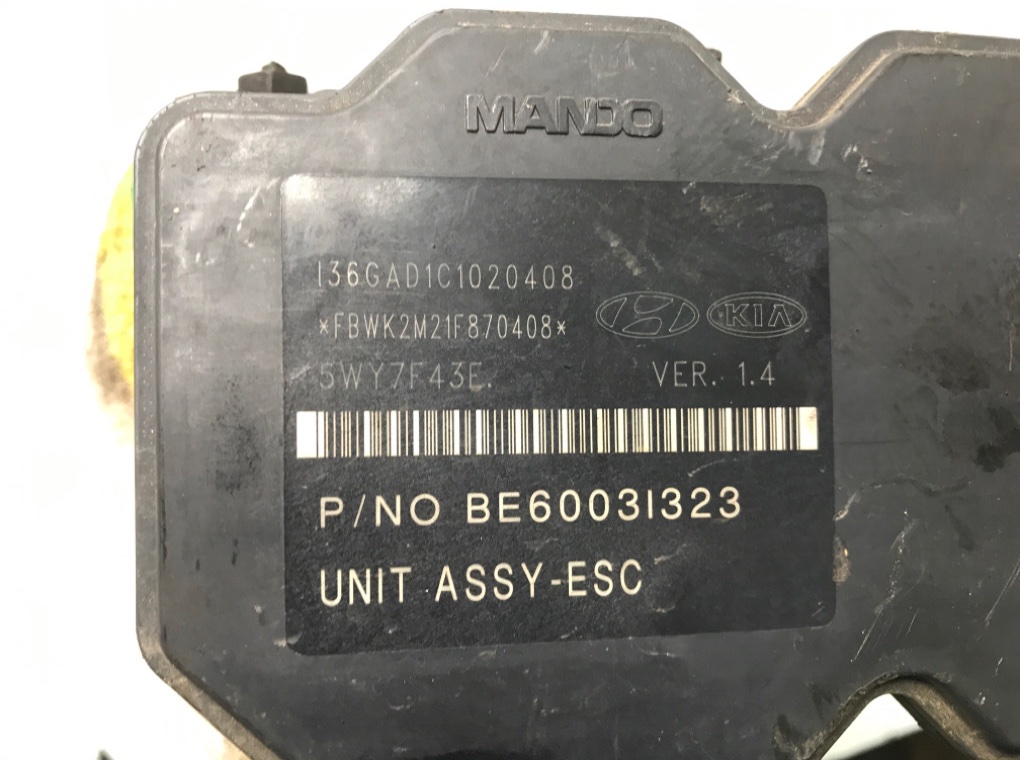 MANDO
I36GAD1C1020408
*FBWK2M21F870408*
KIA
5WY7F43E. VER. 1.4
P/NO BE60031323
UNIT ASSY-ESC